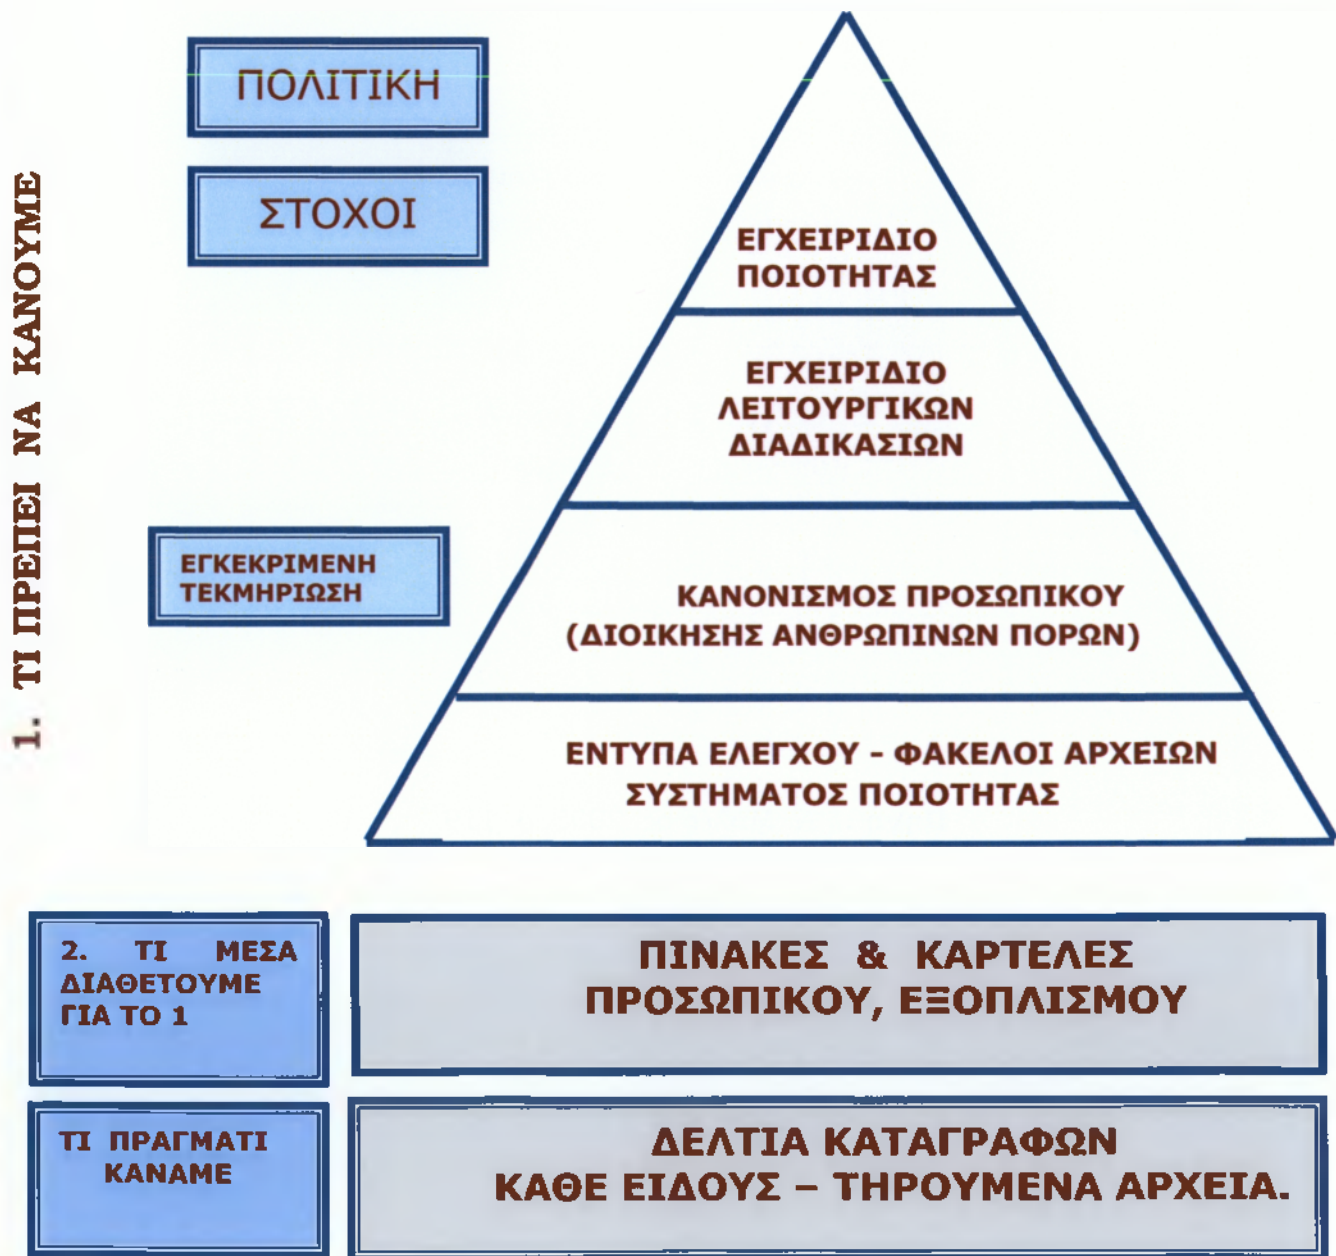 1. ΤΙ ΠΡΕΠΕΙ ΝΑ ΚΑΝΟΥΜΕ
ΠΟΛΙΤΙΚΗ
ΣΤΟΧΟΙ
ΕΓΧΕΙΡΙΔΙΟ
ΠΟΙΟΤΗΤΑΣ
ΕΓΧΕΙΡΙΔΙΟ
ΛΕΙΤΟΥΡΓΙΚΩΝ
ΔΙΑΔΙΚΑΣΙΩΝ
ΕΓΚΕΚΡΙΜΕΝΗ
ΤΕΚΜΗΡΙΩΣΗ
ΚΑΝΟΝΙΣΜΟΣ ΠΡΟΣΩΠΙΚΟΥ
(ΔΙΟΙΚΗΣΗΣ ΑΝΘΡΩΠΙΝΩΝ ΠΟΡΩΝ)
ΕΝΤΥΠΑ ΕΛΕΓΧΟΥ - ΦΑΚΕΛΟΙ ΑΡΧΕΙΩΝ
ΣΥΣΤΗΜΑΤΟΣ ΠΟΙΟΤΗΤΑΣ
2. ΤΙ ΜΕΣΑ
ΔΙΑΘΕΤΟΥΜΕ
ΓΙΑ ΤΟ 1
ΠΙΝΑΚΕΣ & ΚΑΡΤΕΛΕΣ
ΠΡΟΣΩΠΙΚΟΥ, ΕΞΟΠΛΙΣΜΟΥ
ΤΙ ΠΡΑΓΜΑΤΙ
ΚΑΝΑΜΕ
ΔΕΛΤΙΑ ΚΑΤΑΓΡΑΦΩΝ
ΚΑΘΕ ΕΙΔΟΥΣ – ΤΗΡΟΥΜΕΝΑ ΑΡΧΕΙΑ.